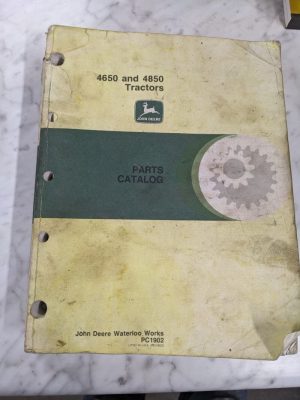 4650 and 4850
Tractors
JOHN DEERE
PARTS
CATALOG
John Deere Waterloo Works
PC1902